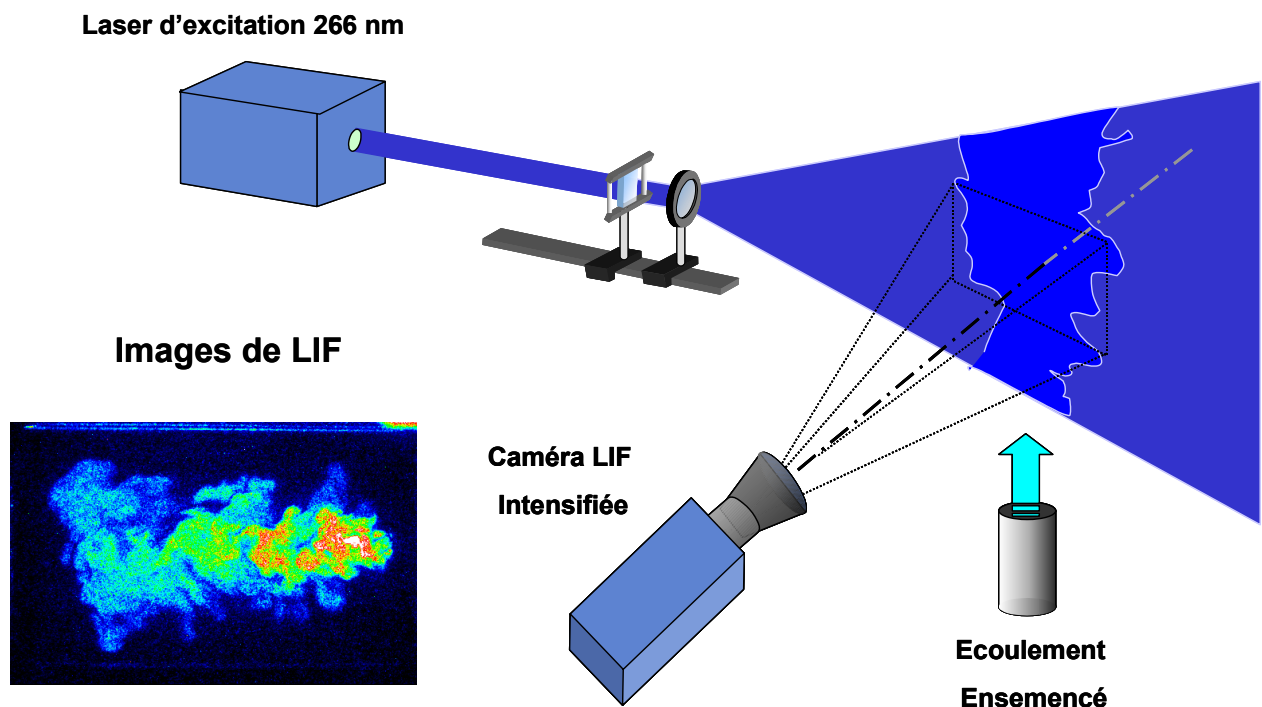 Laser d’excitation 266 nm
Images de LIF
Caméra LIF
Intensifiée
Ecoulement
Ensemencé